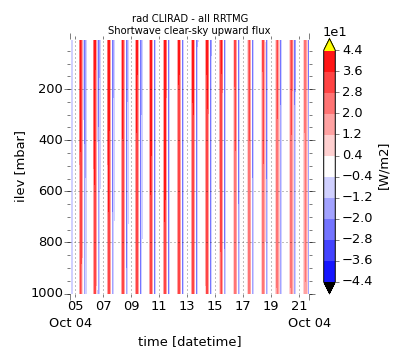 rad CLIRAD - all RRTMG
Shortwave clear-sky upward flux
1e1
4.4
3.6
2.8
2.0
1.2
0.4
−0.4
−1.2
−2.0
−2.8
−3.6
−4.4
[W/m2]
ilev [mbar]
200
400
600
800
1000
05 07 09 11 13 15 17 19 21
Oct 04 Oct 04
time [datetime]